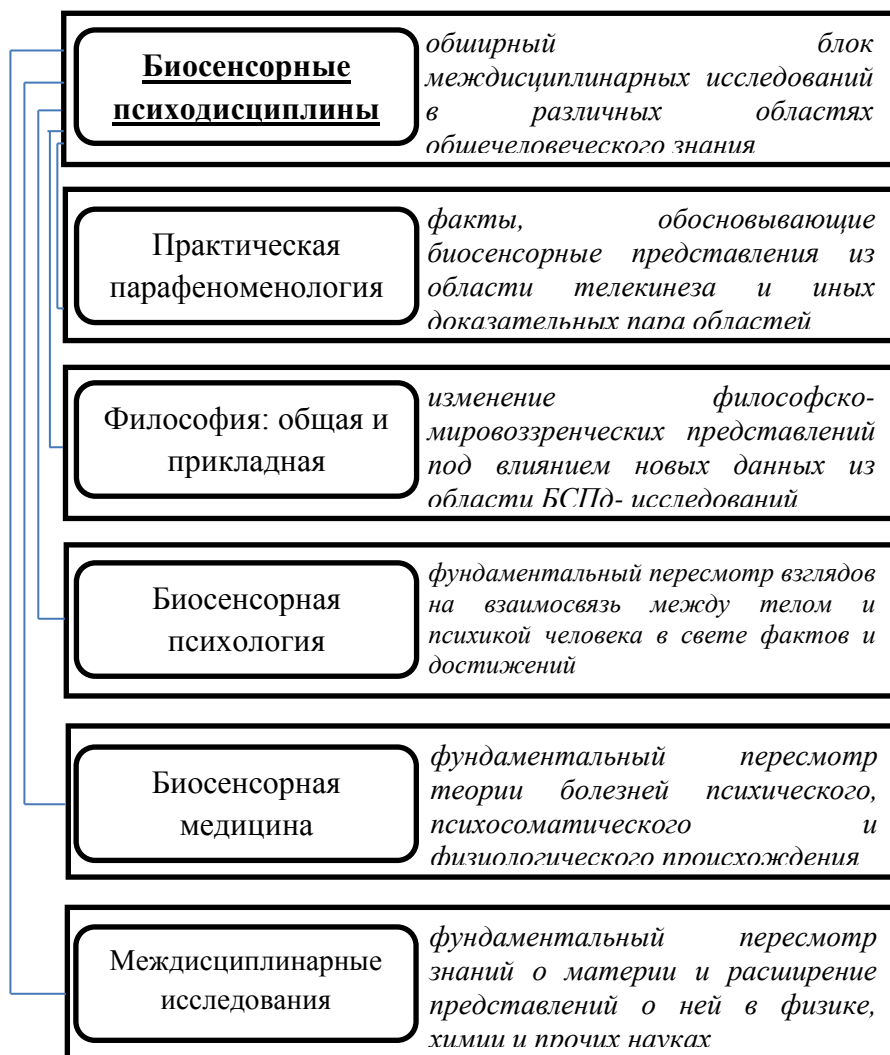 Биосенсорные
психодисциплины
обширный блок
междисциплинарных исследований
в различных областях
общечеловеческого знания
Практическая
парафеноменология
факты, обосновывающие
биосенсорные представления из
области телекинеза и иных
доказательных пара областей
Философия: общая и
прикладная
изменение философско-
мировоззренческих представлений
под влиянием новых данных из
области БСПд- исследований
Биосенсорная
психология
фундаментальный пересмотр взглядов
на взаимосвязь между телом и
психикой человека в свете фактов и
достижений
Биосенсорная
медицина
фундаментальный пересмотр
теории болезней психического,
психосоматического и
физиологического происхождения
Междисциплинарные
исследования
фундаментальный пересмотр
знаний о материи и расширение
представлений о ней в физике,
химии и прочих науках